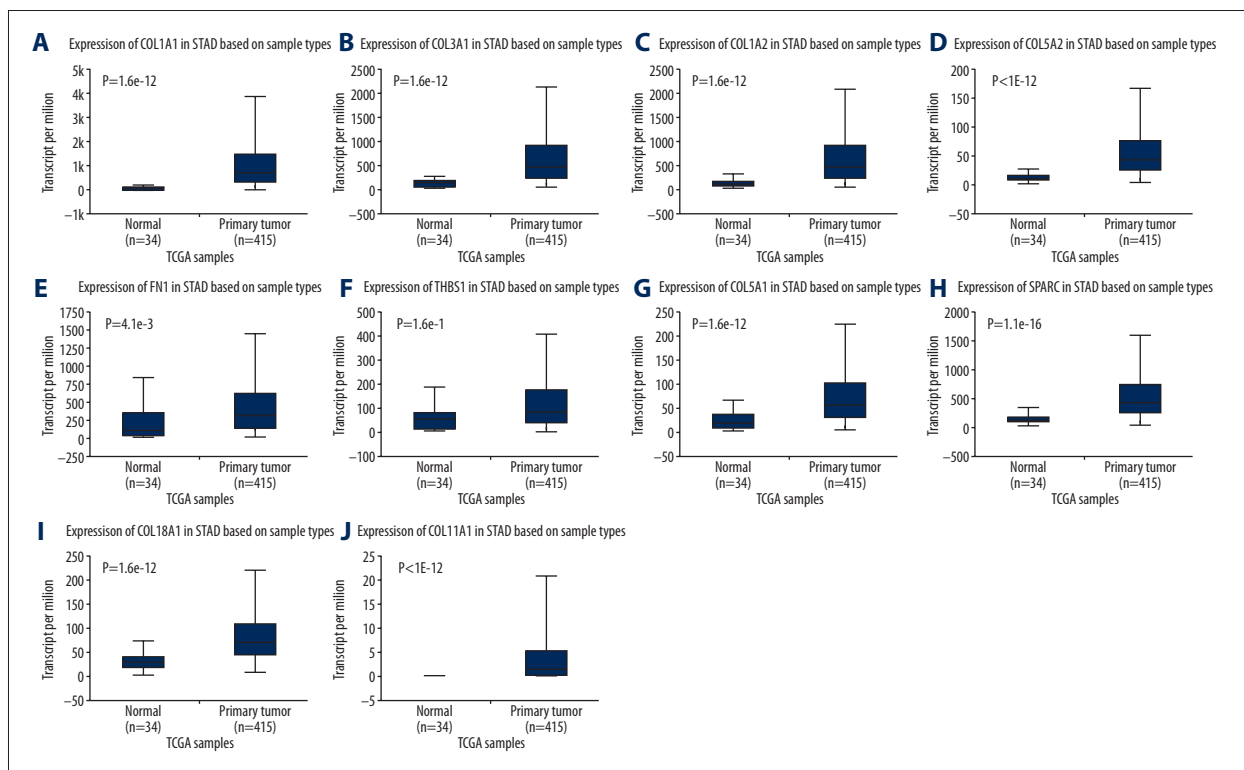 A Expressison of COL1A1 in STAD based on sample types
P=1.6e-12
Transcript per milion
5k
4k
3k
2k
1k
0
−1k
Normal (n=34)
Primary tumor (n=415)
TCGA samples
B Expressison of COL3A1 in STAD based on sample types
P=1.6e-12
Transcript per milion
2500
2000
1500
1000
500
0
−500
Normal (n=34)
Primary tumor (n=415)
TCGA samples
C Expressison of COL1A2 in STAD based on sample types
P=1.6e-12
Transcript per milion
2500
2000
1500
1000
500
0
−500
Normal (n=34)
Primary tumor (n=415)
TCGA samples
D Expressison of COL5A2 in STAD based on sample types
P<1E-12
Transcript per milion
200
150
100
50
0
−50
Normal (n=34)
Primary tumor (n=415)
TCGA samples
E Expressison of FN1 in STAD based on sample types
P=4.1e-3
Transcript per milion
1750
1500
1250
1000
750
500
250
0
−250
Normal (n=34)
Primary tumor (n=415)
TCGA samples
F Expressison of THBS1 in STAD based on sample types
P=1.6e-1
Transcript per milion
500
400
300
200
100
0
−100
Normal (n=34)
Primary tumor (n=415)
TCGA samples
G Expressison of COL5A1 in STAD based on sample types
P=1.6e-12
Transcript per milion
250
200
150
100
50
0
−50
Normal (n=34)
Primary tumor (n=415)
TCGA samples
H Expressison of SPARC in STAD based on sample types
P=1.1e-16
Transcript per milion
2000
1500
1000
500
0
−500
Normal (n=34)
Primary tumor (n=415)
TCGA samples
I Expressison of COL18A1 in STAD based on sample types
P=1.6e-12
Transcript per milion
250
200
150
100
50
0
−50
Normal (n=34)
Primary tumor (n=415)
TCGA samples
J Expressison of COL11A1 in STAD based on sample types
P<1E-12
Transcript per milion
25
20
15
10
5
0
−5
Normal (n=34)
Primary tumor (n=415)
TCGA samples